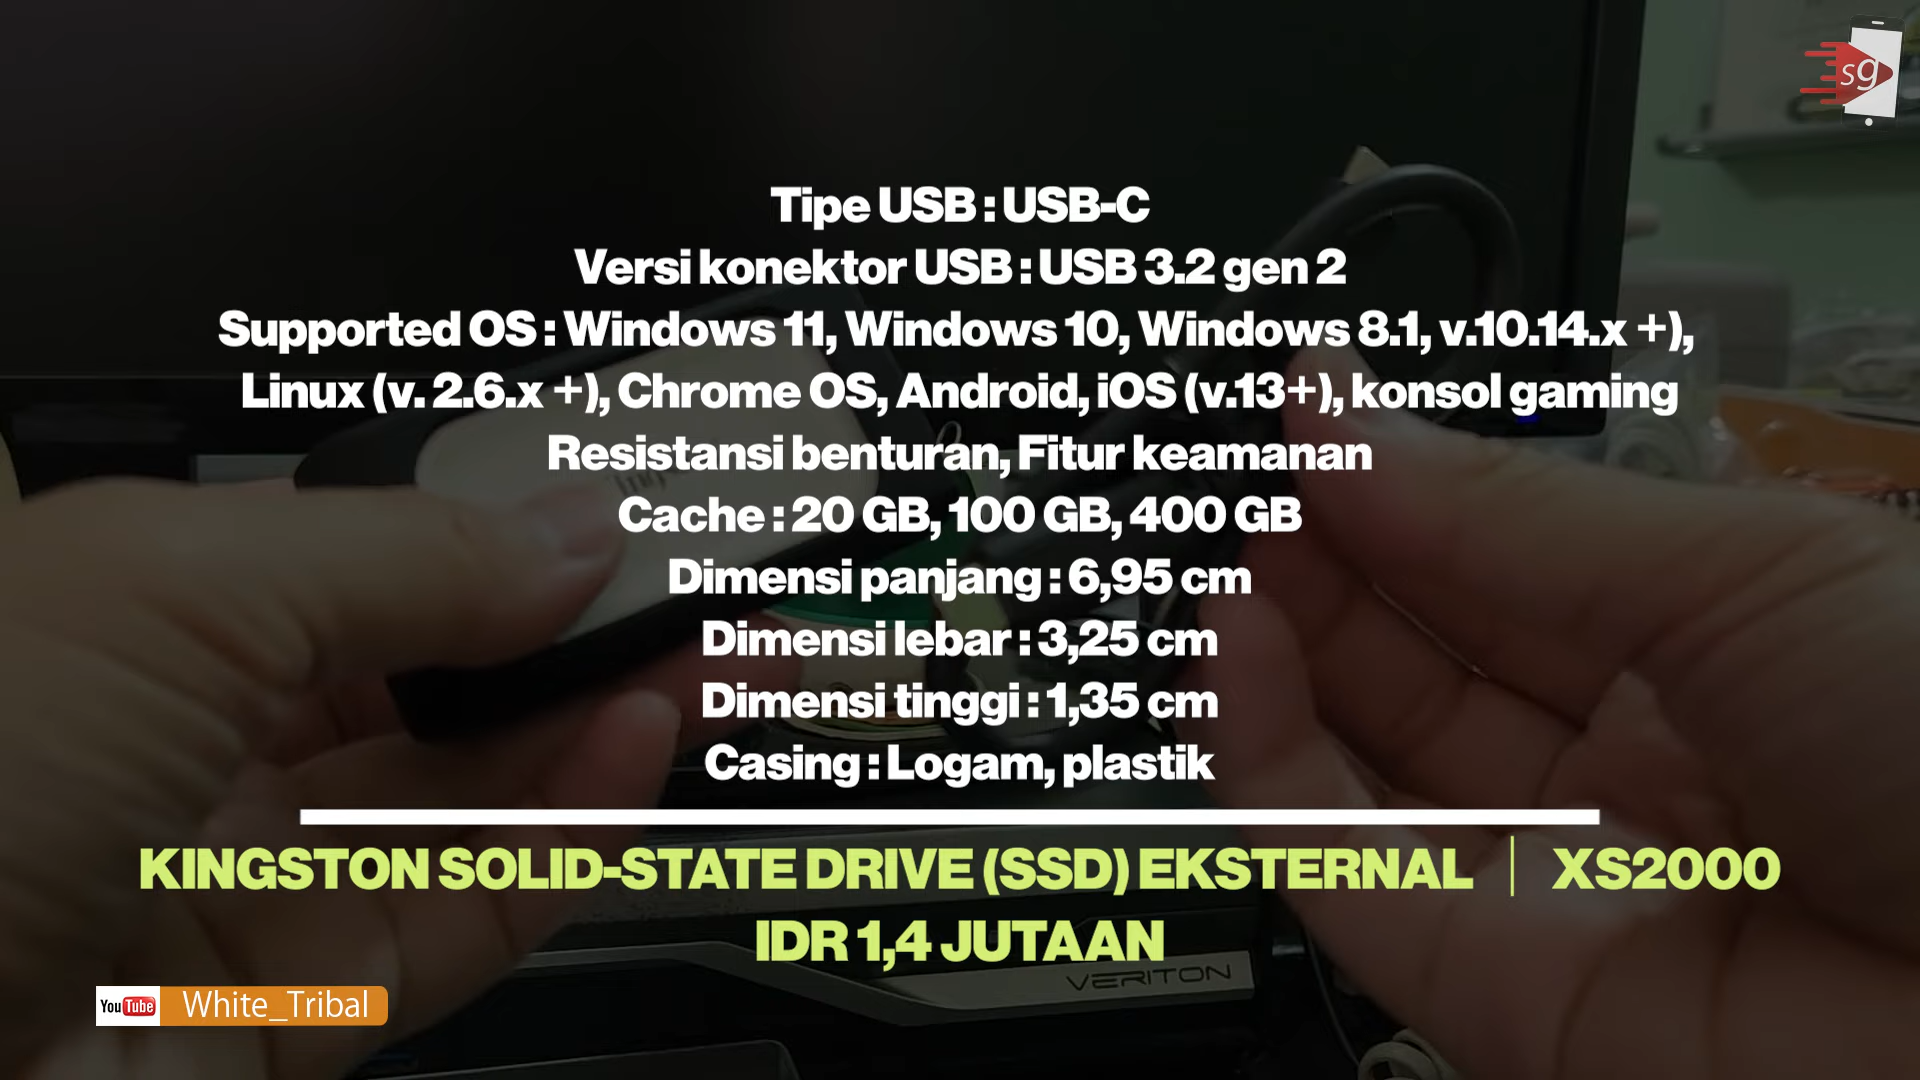 sg
Tipe USB : USB-C
Versi konektor USB : USB 3.2 gen 2
Supported OS : Windows 11, Windows 10, Windows 8.1, v.10.14.x +),
Linux (v. 2.6.x +), Chrome OS, Android, iOS (v.13+), konsol gaming
Resistansi benturan, Fitur keamanan
Cache : 20 GB, 100 GB, 400 GB
Dimensi panjang : 6,95 cm
Dimensi lebar : 3,25 cm
Dimensi tinggi : 1,35 cm
Casing : Logam, plastik
KINGSTON SOLID-STATE DRIVE (SSD) EKSTERNAL | XS2000
IDR 1,4 JUTAAN
VERITON
YouTube White_Tribal